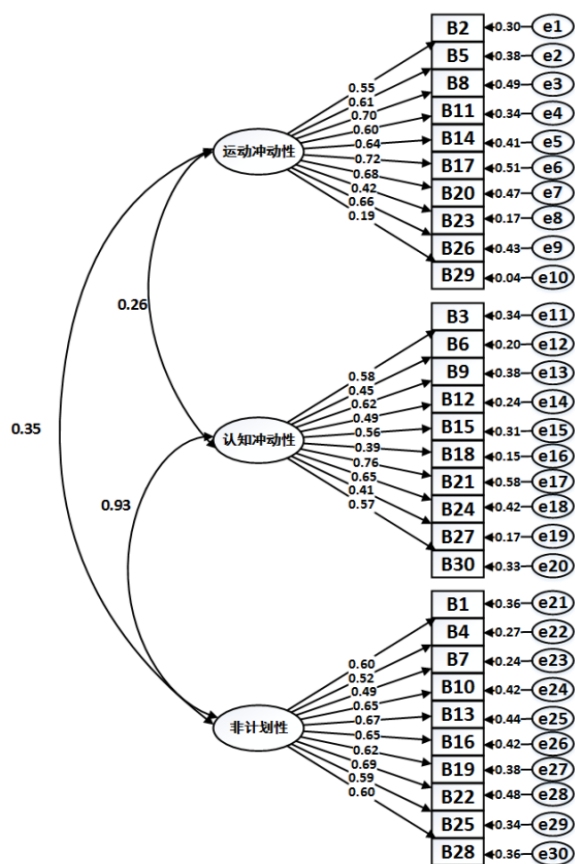 B2 0.30 e1
B5 0.38 e2
B8 0.49 e3
B11 0.34 e4
B14 0.41 e5
B17 0.51 e6
B20 0.47 e7
B23 0.17 e8
B26 0.43 e9
B29 0.04 e10
0.55
0.61
0.70
0.60
0.64
0.72
0.68
0.42
0.66
0.19
运动冲动性
0.26
0.35
0.93
B3 0.34 e11
B6 0.20 e12
B9 0.38 e13
B12 0.24 e14
B15 0.31 e15
B18 0.15 e16
B21 0.58 e17
B24 0.42 e18
B27 0.17 e19
B30 0.33 e20
0.58
0.45
0.62
0.49
0.56
0.39
0.76
0.65
0.41
0.57
认知冲动性
B1 0.36 e21
B4 0.27 e22
B7 0.24 e23
B10 0.42 e24
B13 0.44 e25
B16 0.42 e26
B19 0.38 e27
B22 0.48 e28
B25 0.34 e29
B28 0.36 e30
0.60
0.52
0.49
0.65
0.67
0.65
0.62
0.69
0.59
0.60
非计划性